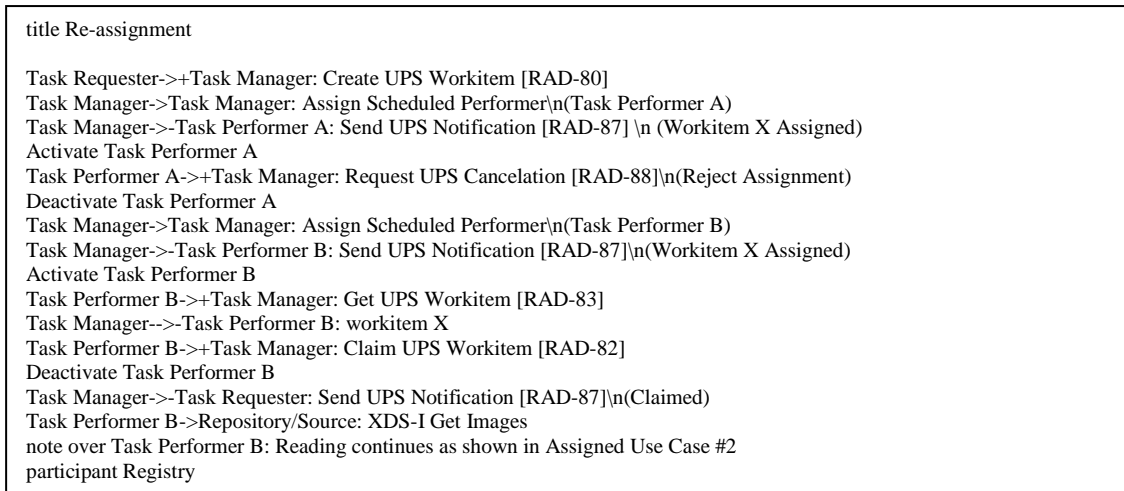 title Re-assignment
Task Requester->+Task Manager: Create UPS Workitem [RAD-80]
Task Manager->Task Manager: Assign Scheduled Performer\n(Task Performer A)
Task Manager->-Task Performer A: Send UPS Notification [RAD-87] \n (Workitem X Assigned)
Activate Task Performer A
Task Performer A->+Task Manager: Request UPS Cancelation [RAD-88]\n(Reject Assignment)
Deactivate Task Performer A
Task Manager->Task Manager: Assign Scheduled Performer\n(Task Performer B)
Task Manager->-Task Performer B: Send UPS Notification [RAD-87]\n(Workitem X Assigned)
Activate Task Performer B
Task Performer B->+Task Manager: Get UPS Workitem [RAD-83]
Task Manager-->-Task Performer B: workitem X
Task Performer B->+Task Manager: Claim UPS Workitem [RAD-82]
Deactivate Task Performer B
Task Manager->-Task Requester: Send UPS Notification [RAD-87]\n(Claimed)
Task Performer B->Repository/Source: XDS-I Get Images
note over Task Performer B: Reading continues as shown in Assigned Use Case #2
participant Registry